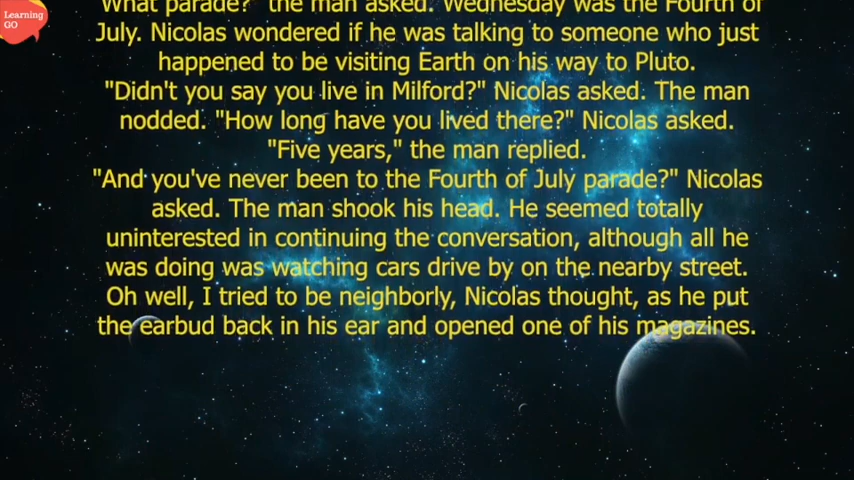 Learning
GO
What parade?" the man asked. Wednesday was the Fourth of
July. Nicolas wondered if he was talking to someone who just
happened to be visiting Earth on his way to Pluto.
"Didn't you say you live in Milford?" Nicolas asked. The man
nodded. "How long have you lived there?" Nicolas asked.
"Five years," the man replied.
"And you've never been to the Fourth of July parade?" Nicolas
asked. The man shook his head. He seemed totally
uninterested in continuing the conversation, although all he
was doing was watching cars drive by on the nearby street.
Oh well, I tried to be neighborly, Nicolas thought, as he put
the earbud back in his ear and opened one of his magazines.